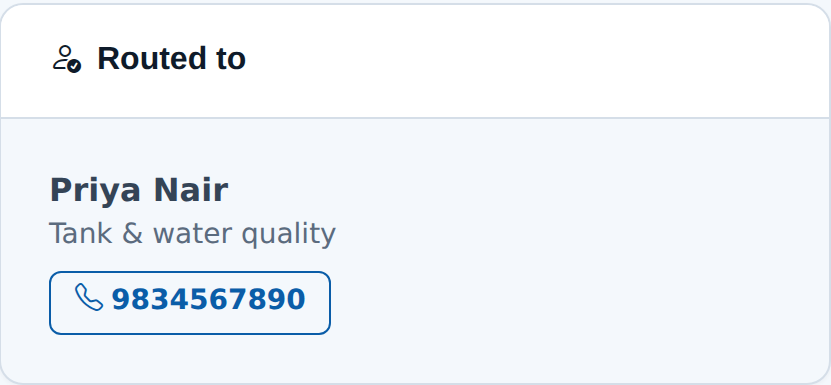 Routed to
Priya Nair
Tank & water quality
9834567890